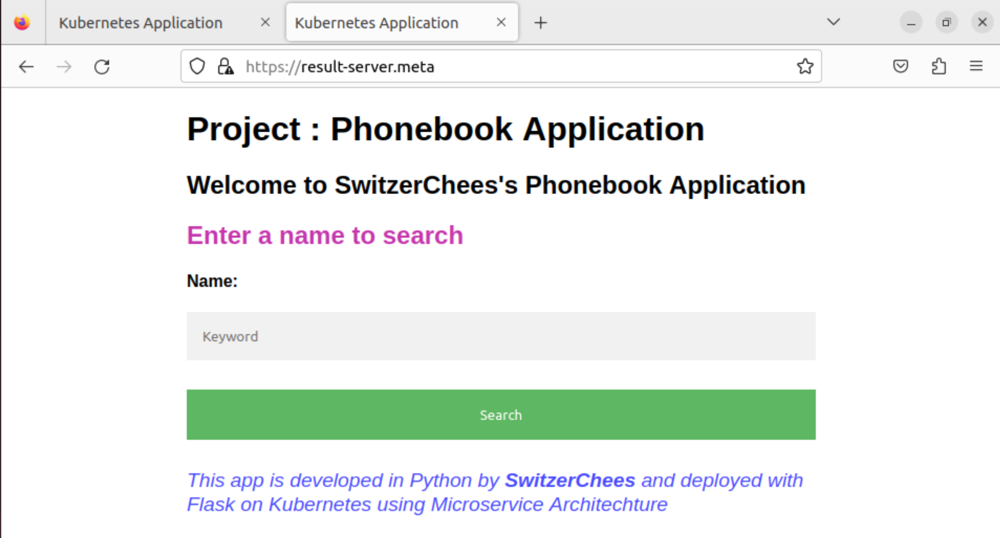 Kubernetes Application
Kubernetes Application
https://result-server.meta
Project : Phonebook Application
Welcome to SwitzerChees's Phonebook Application
Enter a name to search
Name:
Keyword
Search
This app is developed in Python by SwitzerChees and deployed with
Flask on Kubernetes using Microservice Architechture